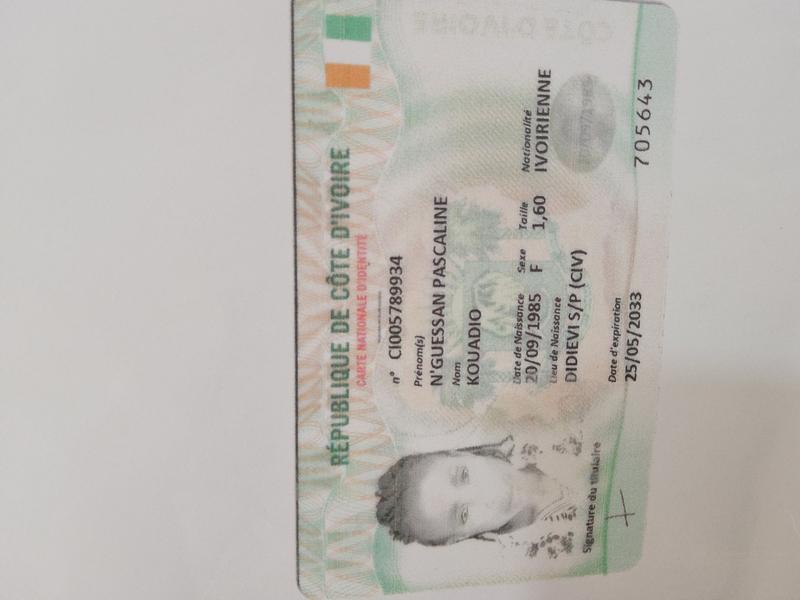 CÔTE D'IVOIRE
RÉPUBLIQUE DE CÔTE D'IVOIRE
CARTE NATIONALE D'IDENTITÉ
n° CI005789934
Prénom(s)
N'GUESSAN PASCALINE
Nom
KOUADIO
Date de Naissance Sexe Taille Nationalité
20/09/1985 F 1,60 IVOIRIENNE
Lieu de Naissance
DIDIEVI S/P (CIV)
Date d'expiration
25/05/2033
705643
Signature du titulaire